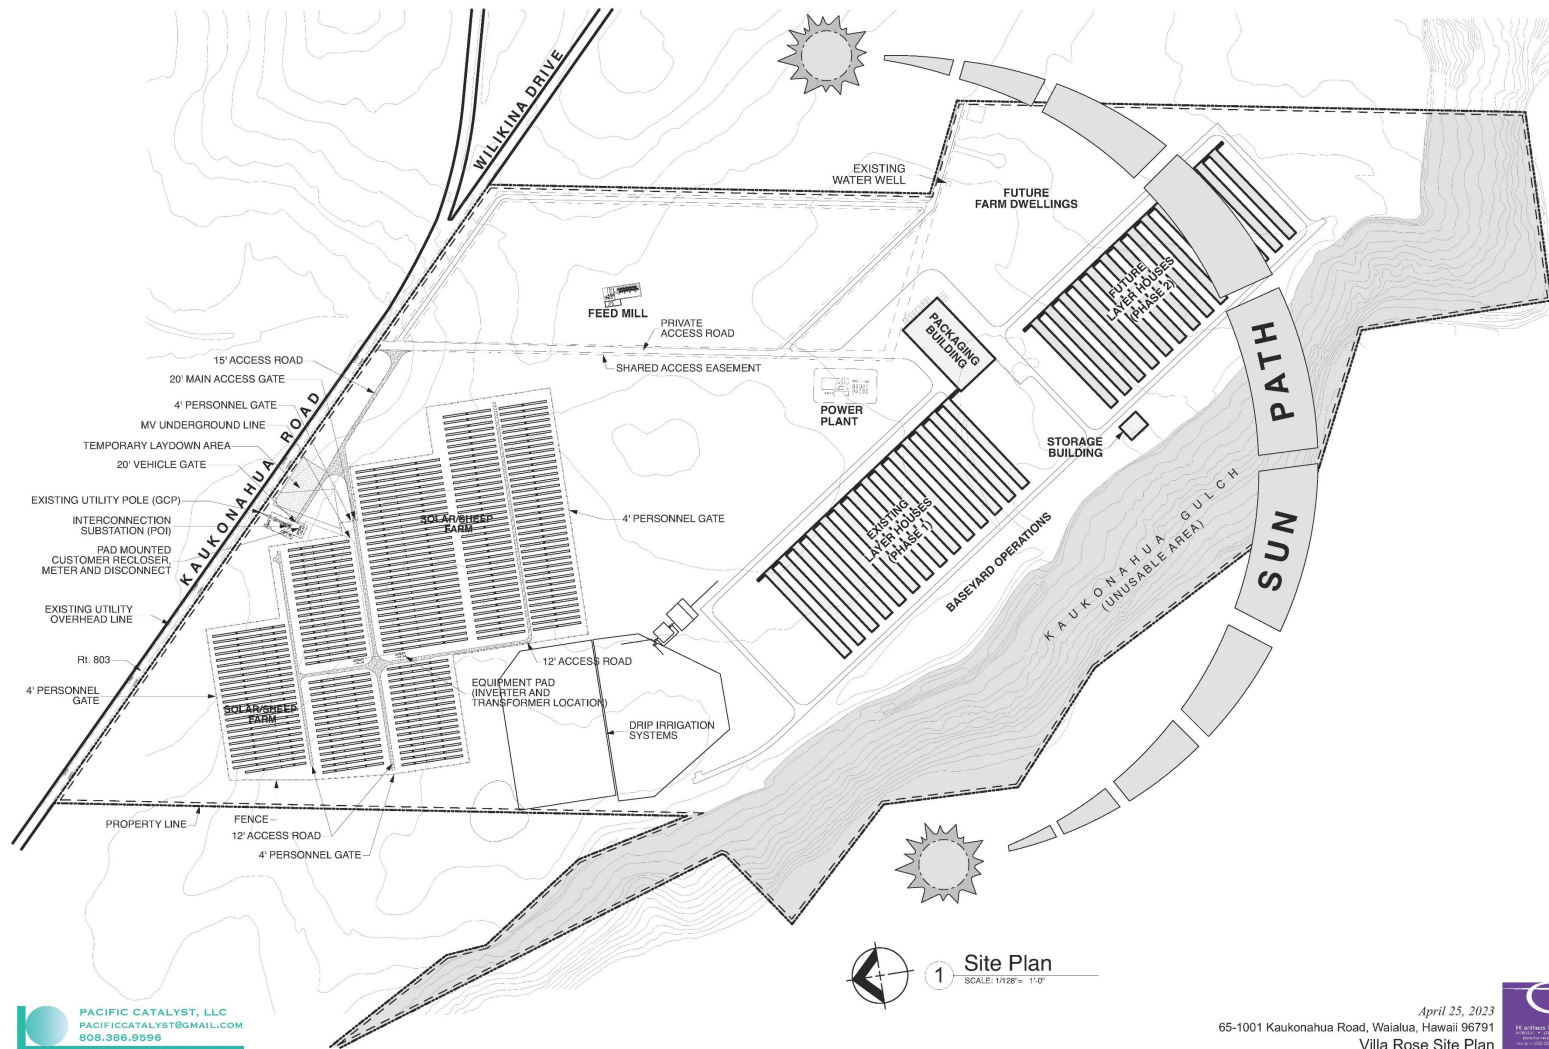 WILIKINA DRIVE
EXISTING
WATER WELL
FUTURE
FARM DWELLINGS
FUTURE
LAYER HOUSES
(PHASE 2)
FEED MILL
PRIVATE
ACCESS ROAD
SHARED ACCESS EASEMENT
PACKAGING
BUILDING
POWER
PLANT
STORAGE
BUILDING
SUN PATH
15' ACCESS ROAD
20' MAIN ACCESS GATE
4' PERSONNEL GATE
MV UNDERGROUND LINE
TEMPORARY LAYDOWN AREA
20' VEHICLE GATE
EXISTING UTILITY POLE (GCP)
INTERCONNECTION
SUBSTATION (POI)
PAD MOUNTED
CUSTOMER RECLOSER,
METER AND DISCONNECT
KAUKONAHUA ROAD
EXISTING UTILITY
OVERHEAD LINE
Rt. 803
4' PERSONNEL
GATE
SOLAR/SHEEP
FARM
4' PERSONNEL GATE
SOLAR/SHEEP
FARM
EXISTING
LAYER HOUSES
(PHASE 1)
BASEYARD OPERATIONS
KAUKONAHUA GULCH
(UNUSABLE AREA)
12' ACCESS ROAD
EQUIPMENT PAD
(INVERTER AND
TRANSFORMER LOCATION)
DRIP IRRIGATION
SYSTEMS
PROPERTY LINE
FENCE
12' ACCESS ROAD
4' PERSONNEL GATE
1
Site Plan
SCALE: 1/128"= 1'-0"
PACIFIC CATALYST, LLC
PACIFICCATALYST@GMAIL.COM
808.386.9596
April 25, 2023
65-1001 Kaukonahua Road, Waialua, Hawaii 96791
Villa Rose Site Plan